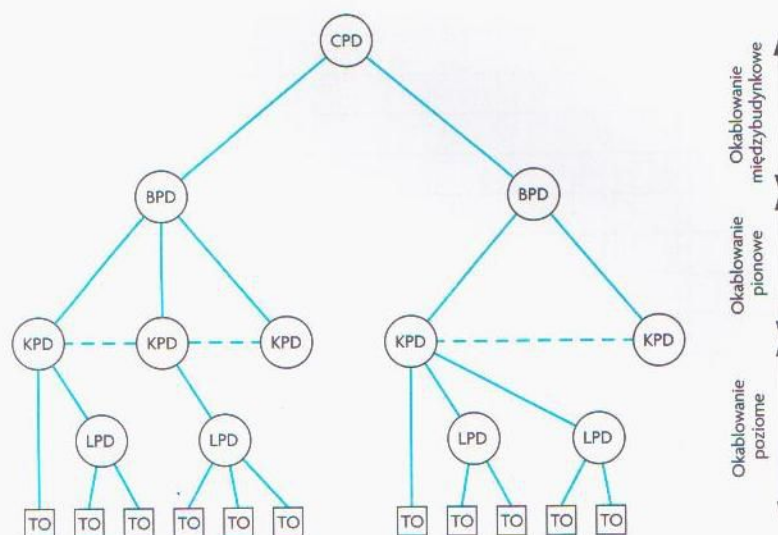 CPD
BPD
BPD
KPD
KPD
KPD
KPD
KPD
LPD
LPD
LPD
LPD
TO
TO
TO
TO
TO
TO
TO
TO
TO
TO
TO
Okablowanie
międzybudynkowe
Okablowanie
pionowe
Okablowanie
poziome